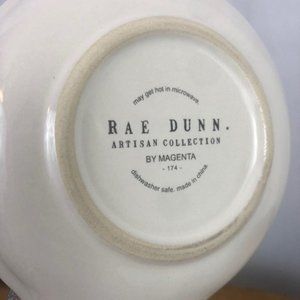 may get hot in microwave.
RAE DUNN.
ARTISAN COLLECTION
BY MAGENTA
- 174 -
dishwasher safe. made in china.